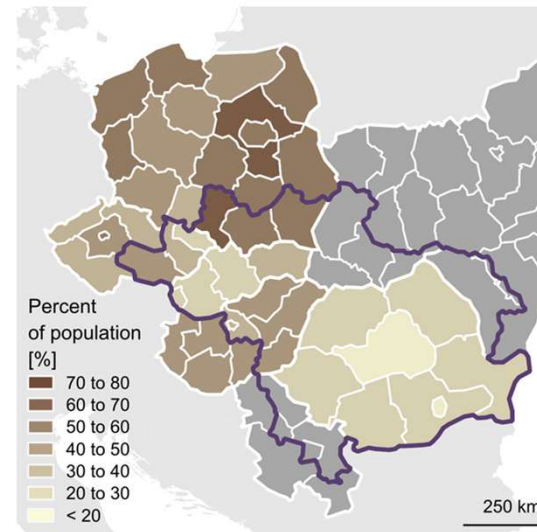 Percent
of population
[%]
70 to 80
60 to 70
50 to 60
40 to 50
30 to 40
20 to 30
< 20
250 km